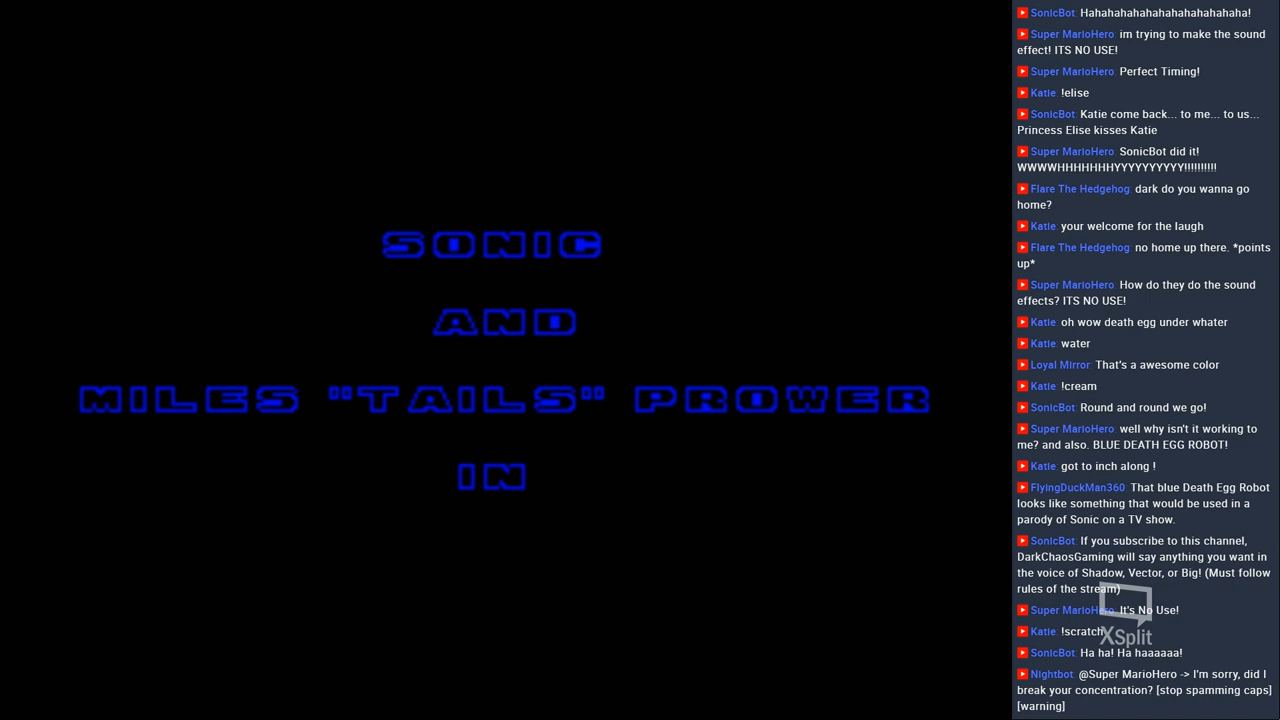 SONIC
AND
MILES "TAILS" PROWER
IN
SonicBot: Hahahahahahahahahahahahaha!
Super MarioHero: im trying to make the sound
effect! ITS NO USE!
Super MarioHero: Perfect Timing!
Katie: !elise
SonicBot: Katie come back... to me... to us...
Princess Elise kisses Katie
Super MarioHero: SonicBot did it!
WWWWHHHHHHHYYYYYYYYYY!!!!!!!!!!
Flare The Hedgehog: dark do you wanna go
home?
Katie: your welcome for the laugh
Flare The Hedgehog: no home up there. *points
up*
Super MarioHero: How do they do the sound
effects? ITS NO USE!
Katie: oh wow death egg under whater
Katie: water
Loyal Mirror: That's a awesome color
Katie: !cream
SonicBot: Round and round we go!
Super MarioHero: well why isn't it working to
me? and also. BLUE DEATH EGG ROBOT!
Katie: got to inch along !
FlyingDuckMan360: That blue Death Egg Robot
looks like something that would be used in a
parody of Sonic on a TV show.
SonicBot: If you subscribe to this channel,
DarkChaosGaming will say anything you want in
the voice of Shadow, Vector, or Big! (Must follow
rules of the stream)
Super MarioHero: It's No Use!
Katie: !scratch
XSplit
SonicBot: Ha ha! Ha haaaaaa!
Nightbot: @Super MarioHero -> I'm sorry, did I
break your concentration? [stop spamming caps]
[warning]